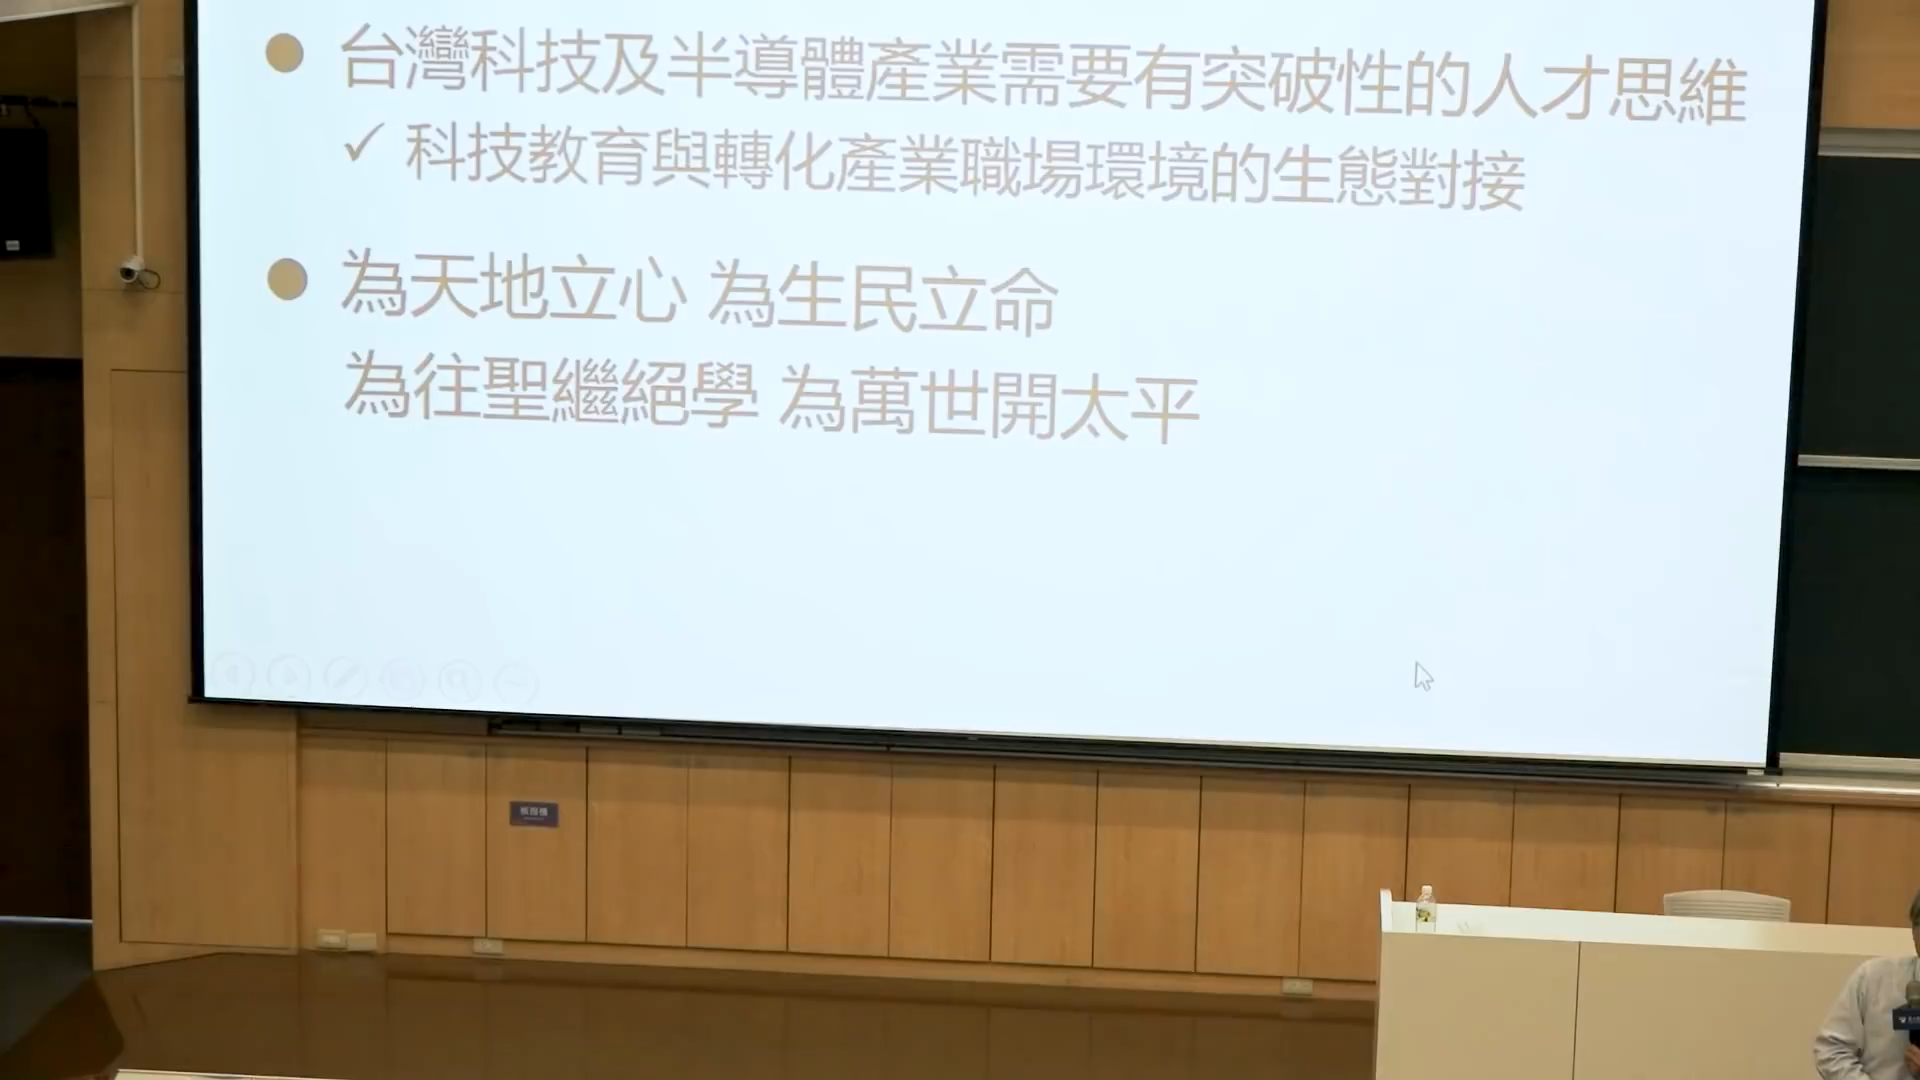 台灣科技及半導體產業需要有突破性的人才思維
科技教育與轉化產業職場環境的生態對接
為天地立心 為生民立命
為往聖繼絕學 為萬世開太平